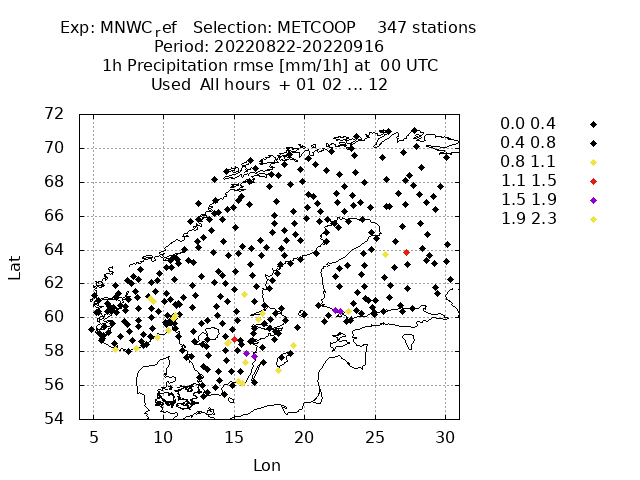 Exp: MNWCref   Selection: METCOOP    347 stations
Period: 20220822-20220916
1h Precipitation rmse [mm/1h] at  00 UTC
Used  All hours  + 01 02 ... 12
72
70
68
66
64
62
60
58
56
54
Lat
5 10 15 20 25 30
Lon
0.0 0.4
0.4 0.8
0.8 1.1
1.1 1.5
1.5 1.9
1.9 2.3